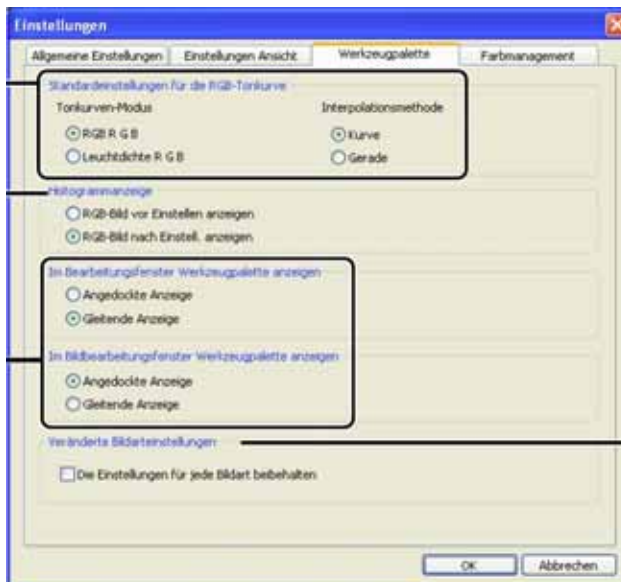 Einstellungen
Allgemeine Einstellungen Einstellungen Ansicht Werkzeugpalette Farbmanagement
Standardeinstellungen für die RGB-Tonkurve
Tonkurven-Modus Interpolationsmethode
RGB R G B Kurve
Leuchtdichte R G B Gerade
Histogrammanzeige
RGB-Bild vor Einstellen anzeigen
RGB-Bild nach Einstell. anzeigen
Im Bearbeitungsfenster Werkzeugpalette anzeigen
Angedockte Anzeige
Gleitende Anzeige
Im Bildbearbeitungsfenster Werkzeugpalette anzeigen
Angedockte Anzeige
Gleitende Anzeige
Veränderte Bildarteinstellungen
Die Einstellungen für jede Bildart beibehalten
OK Abbrechen